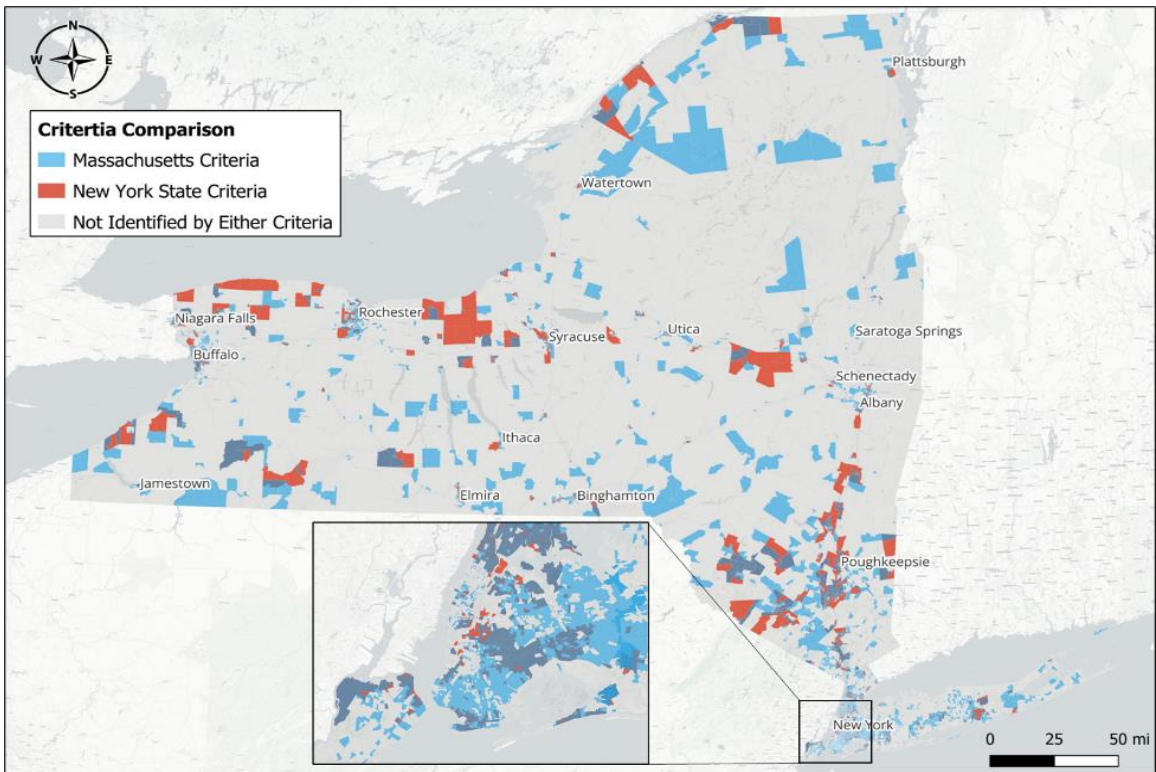 N
W E
S
Critertia Comparison
Massachusetts Criteria
New York State Criteria
Not Identified by Either Criteria
Plattsburgh
Watertown
Niagara Falls
Rochester
Syracuse
Utica
Saratoga Springs
Buffalo
Schenectady
Albany
Ithaca
Jamestown
Elmira
Binghamton
Poughkeepsie
New York
0 25 50 mi